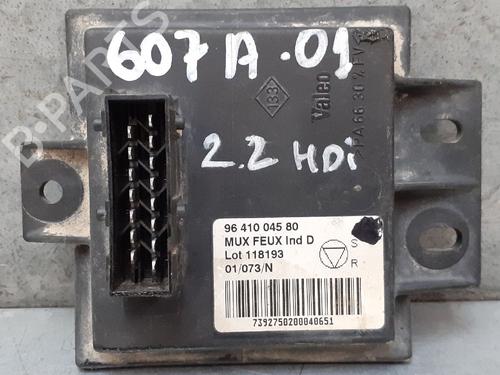 607 A .01
133
Valeo
PA 66 30% FV
2.2 HDi
96 410 045 80
MUX FEUX Ind D
Lot 118193
01/073/N
S
R
7392750200040651
B-PARTS